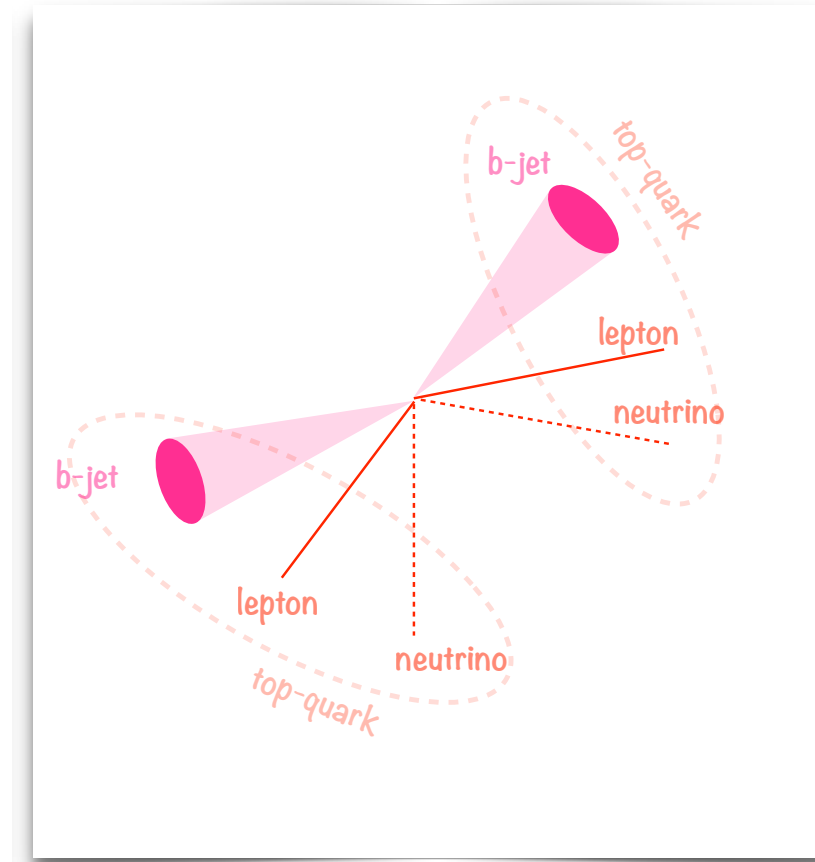 top-quark
b-jet
lepton
neutrino
b-jet
lepton
neutrino
top-quark